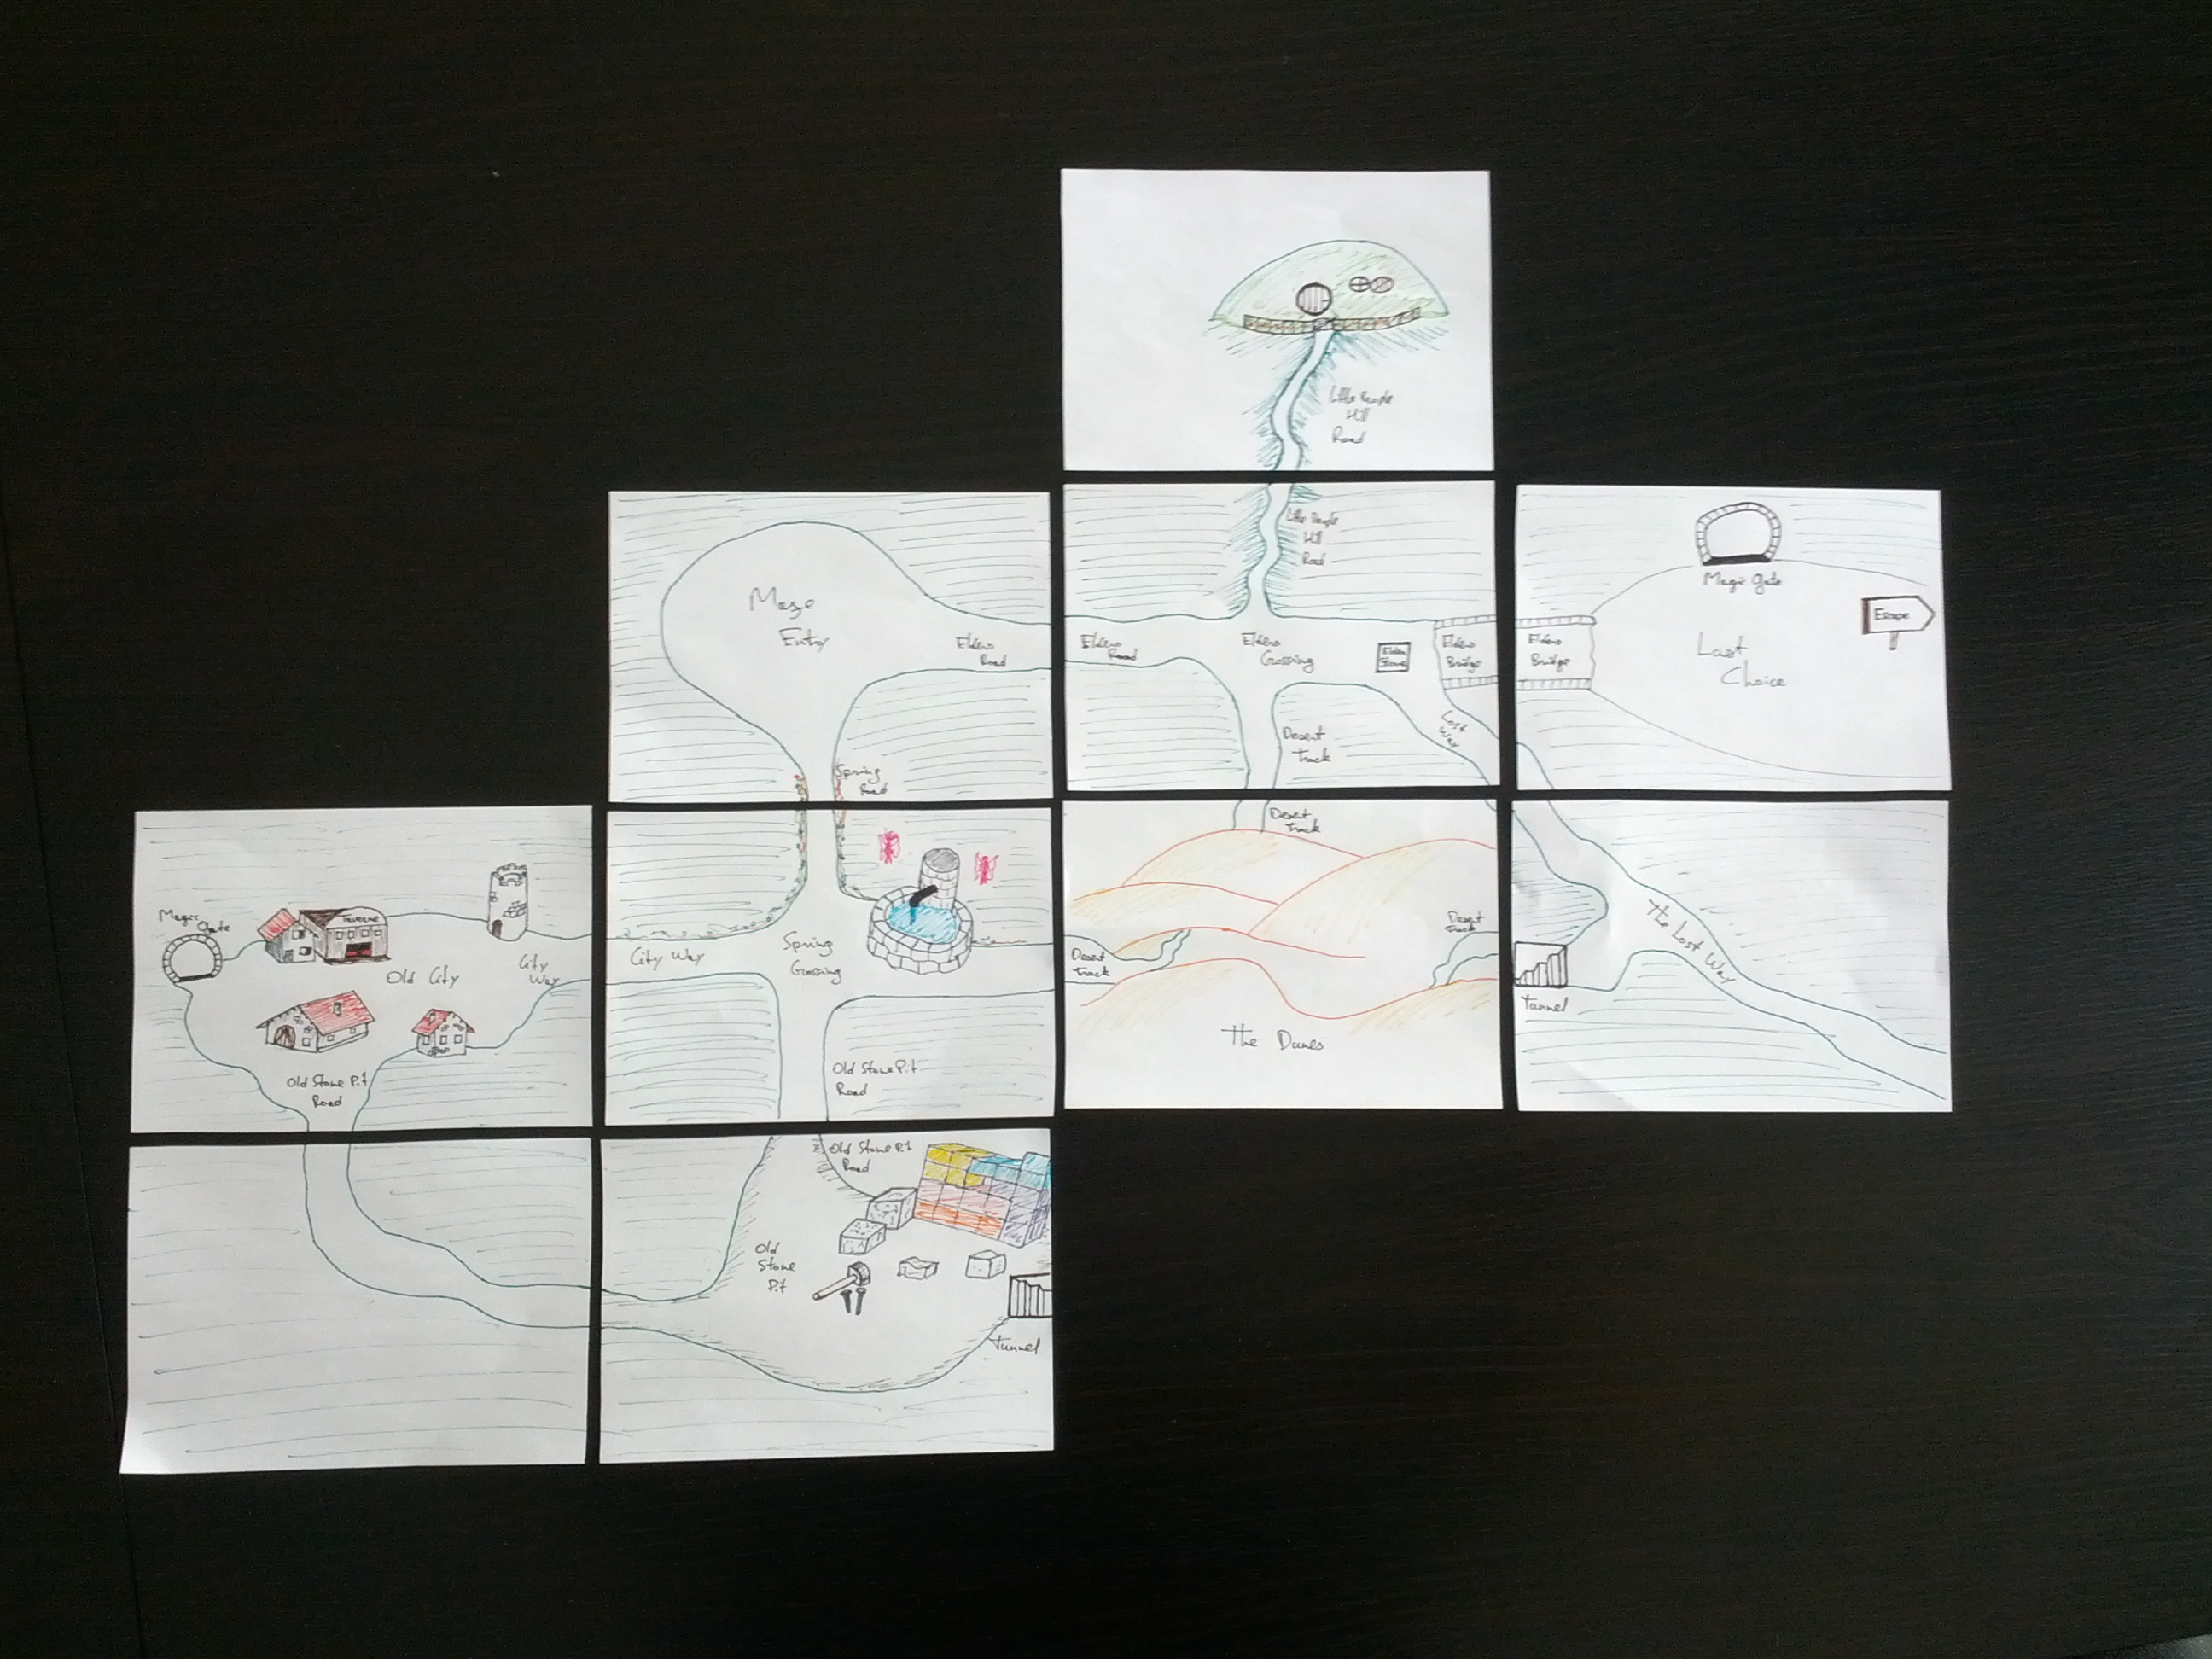 Little People
Hill
Road
Little People
Hill
Road
Maze
Entry
Elders
Road
Spring
Road
Elders
Road
Elders
Crossing
Elder
Stone
Elders
Bridge
Lost
Way
Desert
Track
Magic Gate
Elders
Bridge
Last
Choice
Escape
Magic
Gate
Taverne
Old City
City
Way
Old Stone Pit
Road
City Way
Spring
Crossing
Old Stone Pit
Road
Desert
Track
Desert
Track
Desert
Track
The Dunes
The Lost Way
Tunnel
Old Stone Pit
Road
Old
Stone
Pit
Tunnel